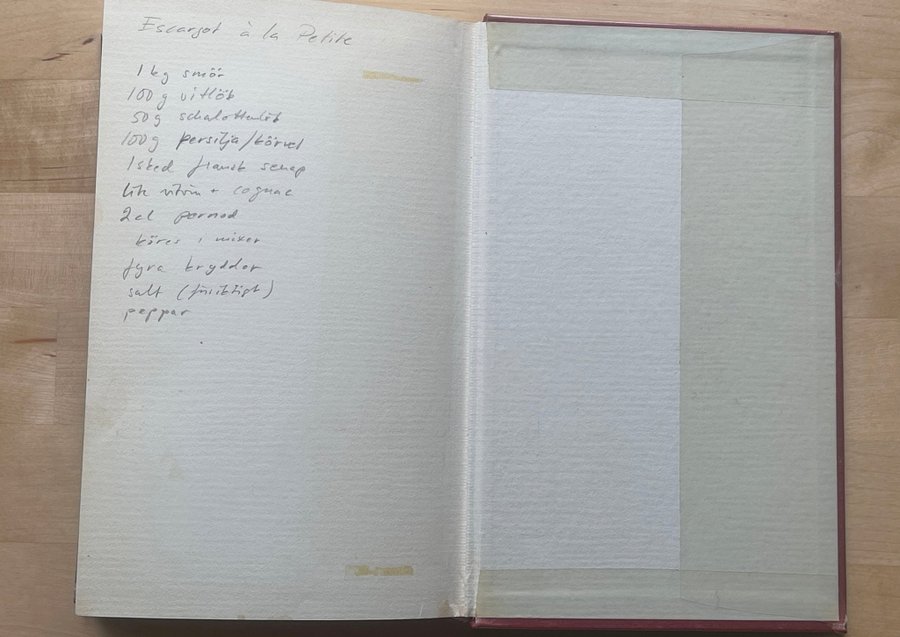 Escargot à la Petite
1 kg smör
100 g vitlök
50 g schalottenlök
100 g persilja/körvel
1 sked fransk senap
lite vitvin + cognac
2 cl pernod
köres i mixer
fyra kryddor
salt (försiktigt)
peppar